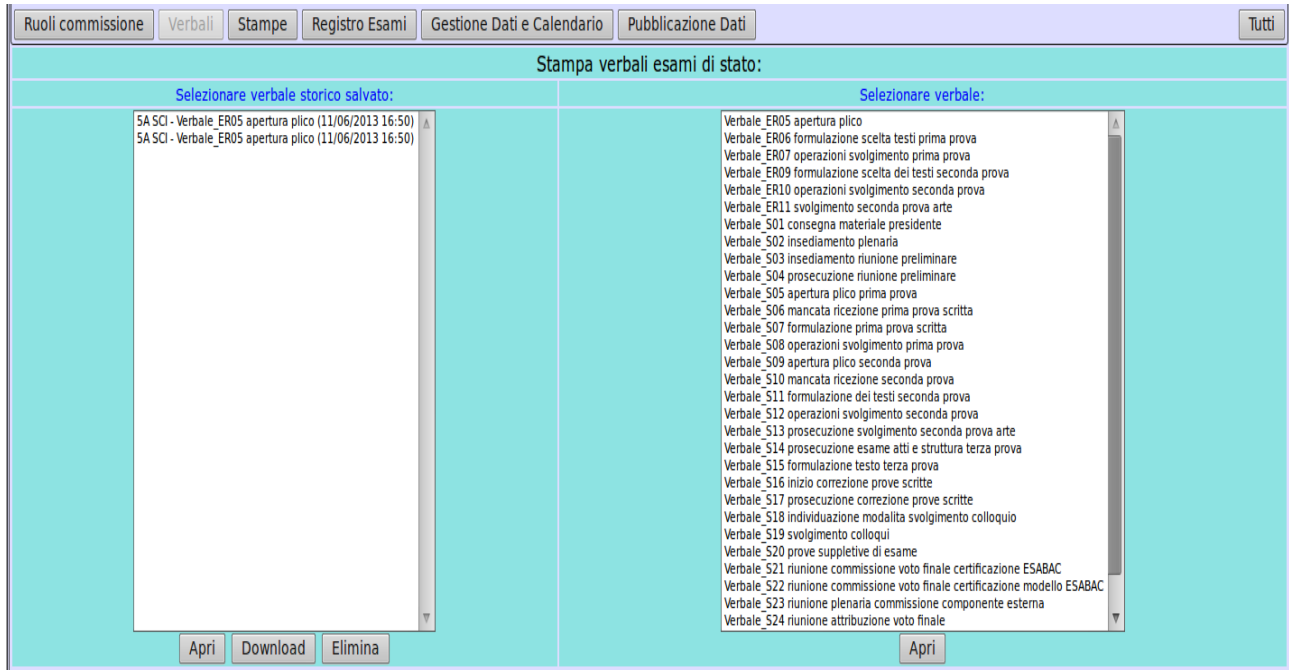 Ruoli commissione Verbali Stampe Registro Esami Gestione Dati e Calendario Pubblicazione Dati Tutti
Stampa verbali esami di stato:
Selezionare verbale storico salvato:
5A SCI - Verbale_ER05 apertura plico (11/06/2013 16:50)
5A SCI - Verbale_ER05 apertura plico (11/06/2013 16:50)
Apri Download Elimina
Selezionare verbale:
Verbale_ER05 apertura plico
Verbale_ER06 formulazione scelta testi prima prova
Verbale_ER07 operazioni svolgimento prima prova
Verbale_ER09 formulazione scelta dei testi seconda prova
Verbale_ER10 operazioni svolgimento seconda prova
Verbale_ER11 svolgimento seconda prova arte
Verbale_S01 consegna materiale presidente
Verbale_S02 insediamento plenaria
Verbale_S03 insediamento riunione preliminare
Verbale_S04 prosecuzione riunione preliminare
Verbale_S05 apertura plico prima prova
Verbale_S06 mancata ricezione prima prova scritta
Verbale_S07 formulazione prima prova scritta
Verbale_S08 operazioni svolgimento prima prova
Verbale_S09 apertura plico seconda prova
Verbale_S10 mancata ricezione seconda prova
Verbale_S11 formulazione dei testi seconda prova
Verbale_S12 operazioni svolgimento seconda prova
Verbale_S13 prosecuzione svolgimento seconda prova arte
Verbale_S14 prosecuzione esame atti e struttura terza prova
Verbale_S15 formulazione testo terza prova
Verbale_S16 inizio correzione prove scritte
Verbale_S17 prosecuzione correzione prove scritte
Verbale_S18 individuazione modalita svolgimento colloquio
Verbale_S19 svolgimento colloqui
Verbale_S20 prove suppletive di esame
Verbale_S21 riunione commissione voto finale certificazione ESABAC
Verbale_S22 riunione commissione voto finale certificazione modello ESABAC
Verbale_S23 riunione plenaria commissione componente esterna
Verbale_S24 riunione attribuzione voto finale
Apri